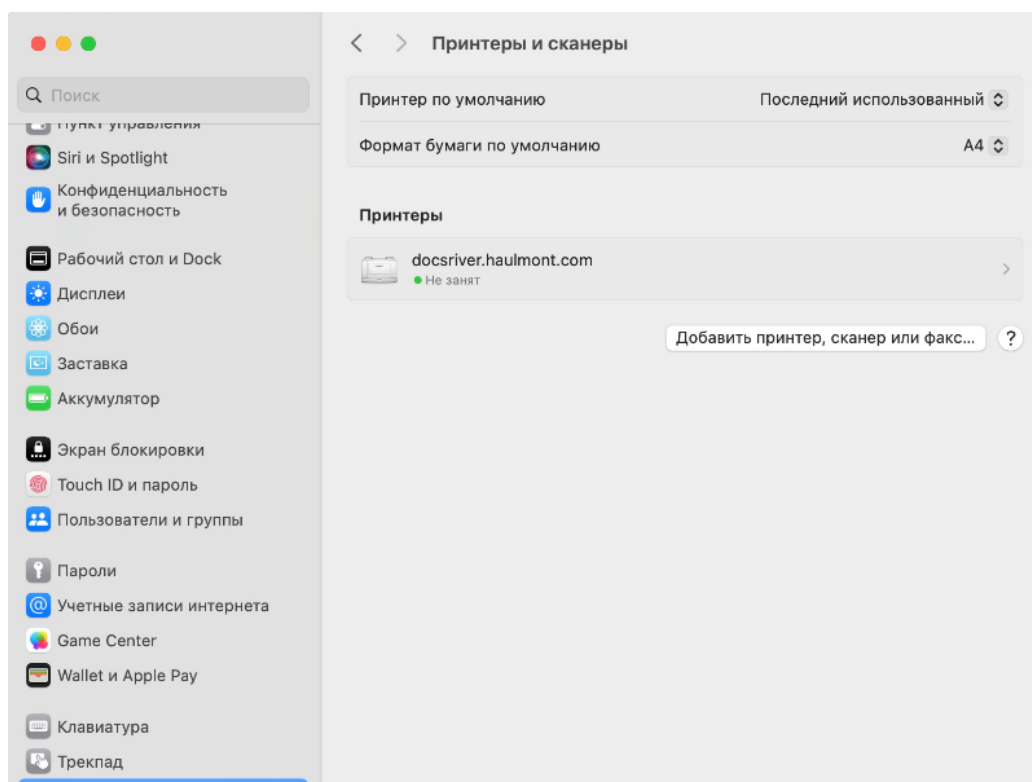 Принтеры и сканеры
Поиск
Пункт управления
Siri и Spotlight
Конфиденциальность
и безопасность
Рабочий стол и Dock
Дисплеи
Обои
Заставка
Аккумулятор
Экран блокировки
Touch ID и пароль
Пользователи и группы
Пароли
Учетные записи интернета
Game Center
Wallet и Apple Pay
Клавиатура
Трекпад
Принтер по умолчанию
Последний использованный
Формат бумаги по умолчанию
A4
Принтеры
docsriver.haulmont.com
Не занят
Добавить принтер, сканер или факс...
?